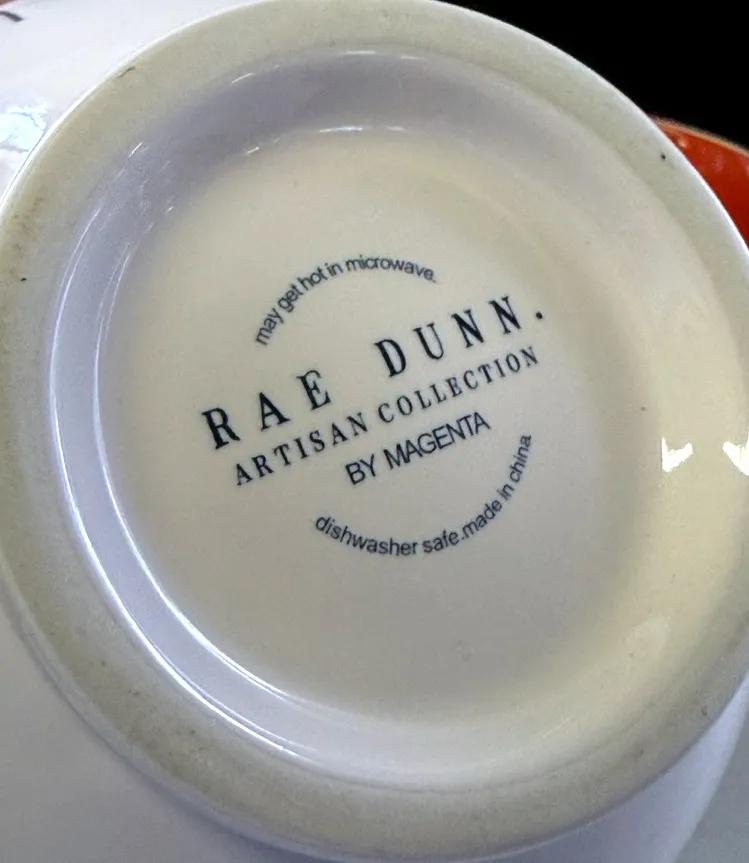 may get hot in microwave.
RAE DUNN.
ARTISAN COLLECTION
BY MAGENTA
dishwasher safe.made in china